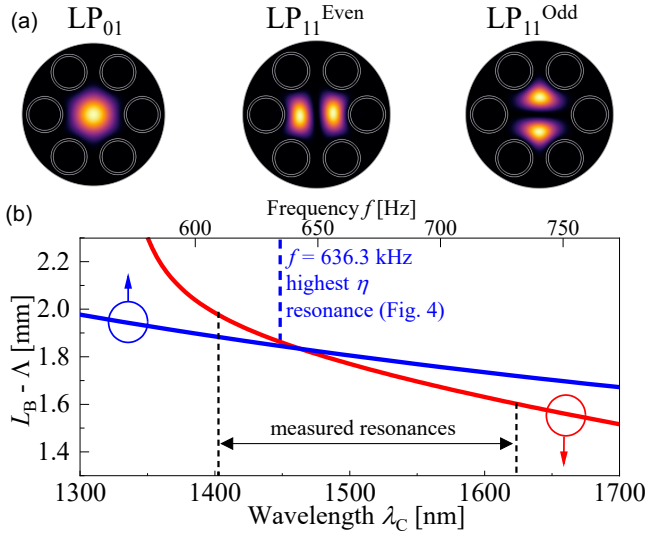 (a)
LP01
LP11Even
LP11Odd
(b)
Frequency f [Hz]
600 650 700 750
f = 636.3 kHz
highest η
resonance (Fig. 4)
LB - Λ [mm]
2.2
2.0
1.8
1.6
1.4
measured resonances
1300 1400 1500 1600 1700
Wavelength λC [nm]